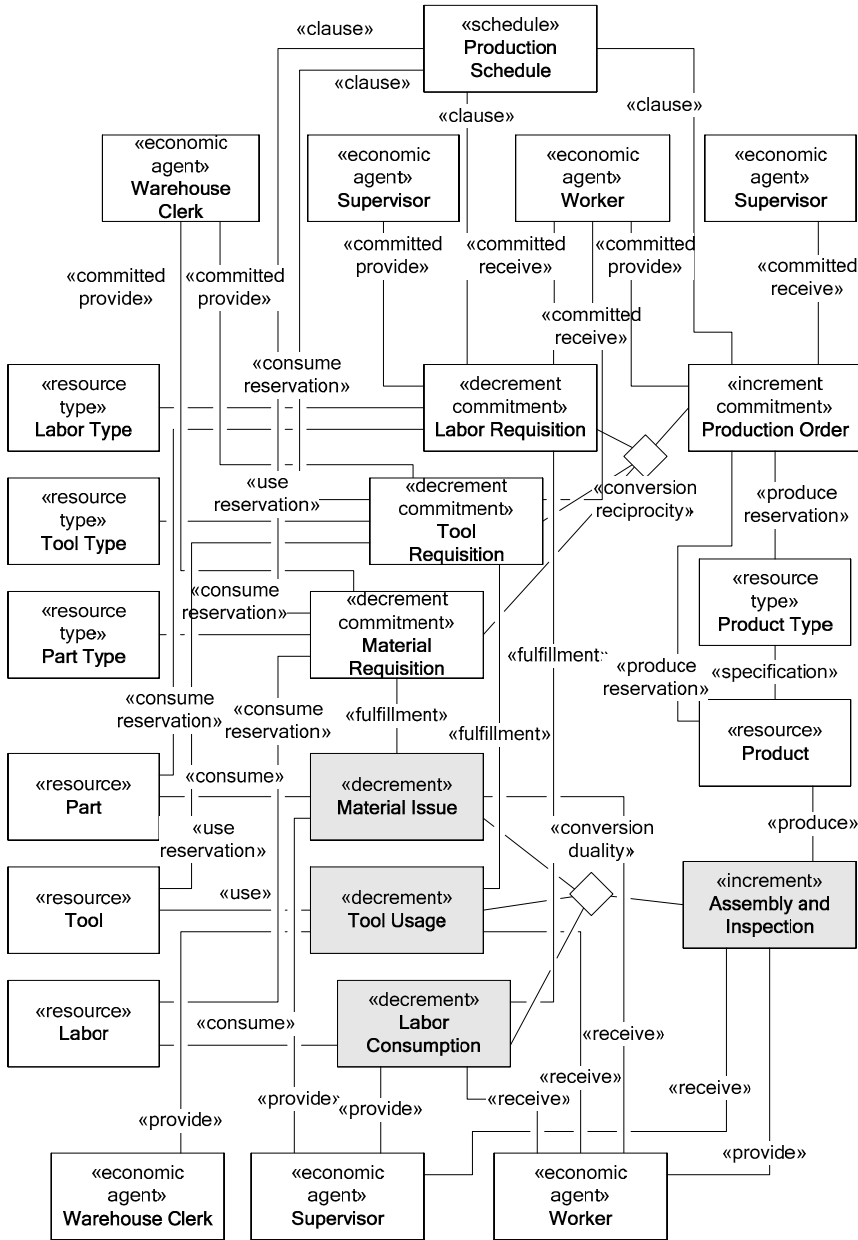 «clause»
«schedule»
Production
Schedule
«clause»
«clause»
«clause»
«economic
agent»
Warehouse
Clerk
«economic
agent»
Supervisor
«economic
agent»
Worker
«economic
agent»
Supervisor
«committed
provide»
«committed
provide»
«committed
provide»
«committed
receive»
«committed
provide»
«committed
receive»
«committed
receive»
«resource
type»
Labor Type
«consume
reservation»
«decrement
commitment»
Labor Requisition
«increment
commitment»
Production Order
«resource
type»
Tool Type
«use
reservation»
«decrement
commitment»
Tool
Requisition
«conversion
reciprocity»
«produce
reservation»
«resource
type»
Part Type
«consume
reservation»
«decrement
commitment»
Material
Requisition
«resource
type»
Product Type
«fulfillment»
«produce
reservation»
«specification»
«consume
reservation»
«consume
reservation»
«fulfillment»
«fulfillment»
«resource»
Product
«resource»
Part
«consume»
«decrement»
Material Issue
«use
reservation»
«conversion
duality»
«produce»
«resource»
Tool
«use»
«decrement»
Tool Usage
«increment»
Assembly and
Inspection
«resource»
Labor
«consume»
«decrement»
Labor
Consumption
«receive»
«receive»
«receive»
«receive»
«provide»
«provide»
«provide»
«provide»
«economic
agent»
Warehouse Clerk
«economic
agent»
Supervisor
«economic
agent»
Worker